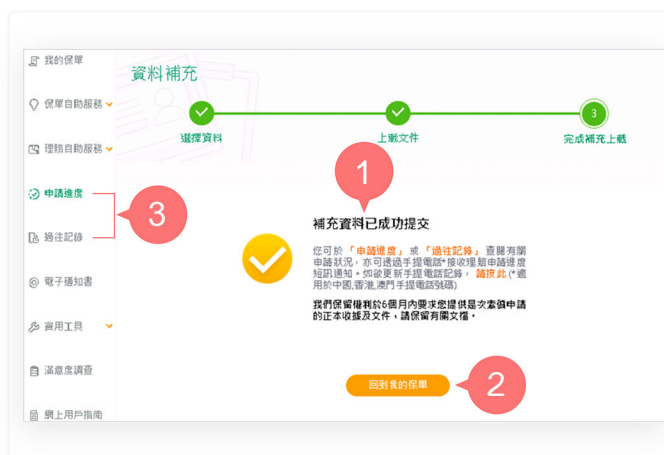 我的保單
保單自助服務
理賠自助服務
申請進度
過往記錄
電子通知書
實用工具
滿意度調查
網上用戶指南
資料補充
3
選擇資料
上載文件
完成補充上載
1
3
補充資料已成功提交
您可於「申請進度」或「過往記錄」查閱有關
申請狀況，亦可透過手提電話*接收理賠申請進度
短訊通知。如欲更新手提電話記錄，請按此(*適
用於中國,香港,澳門手提電話號碼)
我們保留權利於6個月內要求您提供是次索償申請
的正本收據及文件，請保留有關文檔。
回到我的保單
2